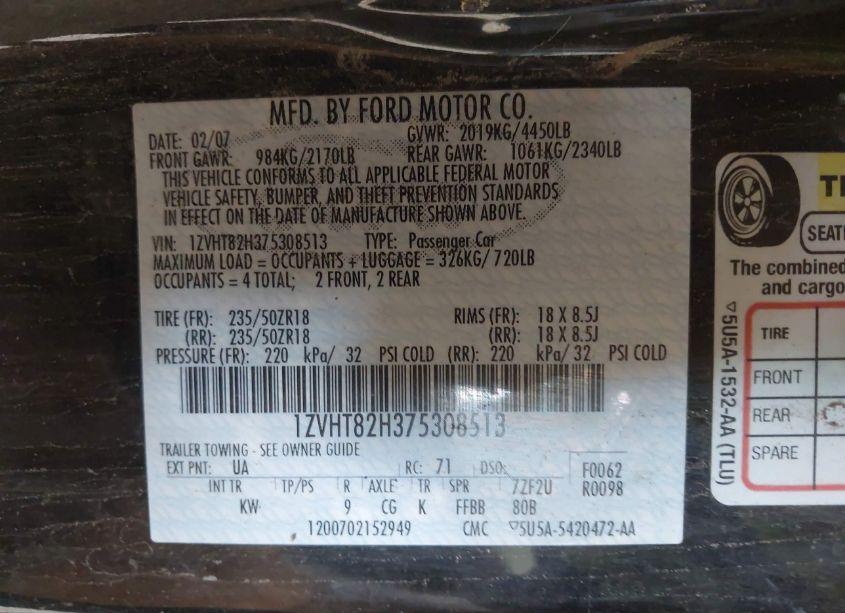 MFD. BY FORD MOTOR CO.
DATE: 02/07 GVWR: 2019KG/4450LB
FRONT GAWR: 984KG/2170LB REAR GAWR: 1061KG/2340LB
THIS VEHICLE CONFORMS TO ALL APPLICABLE FEDERAL MOTOR
VEHICLE SAFETY, BUMPER, AND THEFT PREVENTION STANDARDS
IN EFFECT ON THE DATE OF MANUFACTURE SHOWN ABOVE.
VIN: 1ZVHT82H375308513 TYPE: Passenger Car
MAXIMUM LOAD = OCCUPANTS + LUGGAGE = 326KG/ 720LB
OCCUPANTS = 4 TOTAL; 2 FRONT, 2 REAR
TIRE (FR): 235/50ZR18 RIMS (FR): 18 X 8.5J
(RR): 235/50ZR18 (RR): 18 X 8.5J
PRESSURE (FR): 220 kPa/ 32 PSI COLD (RR): 220 kPa/ 32 PSI COLD
1ZVHT82H375308513
TRAILER TOWING - SEE OWNER GUIDE
EXT PNT: UA RC: 71 DSO: F0062
INT TR TP/PS R AXLE TR SPR 7ZF2U R0098
KW 9 CG K FFBB 80B
1200702152949 CMC ▽5U5A-5420472-AA
▽5U5A-1532-AA (TLU)
SEATI
The combined
and cargo
TIRE
FRONT
REAR
SPARE